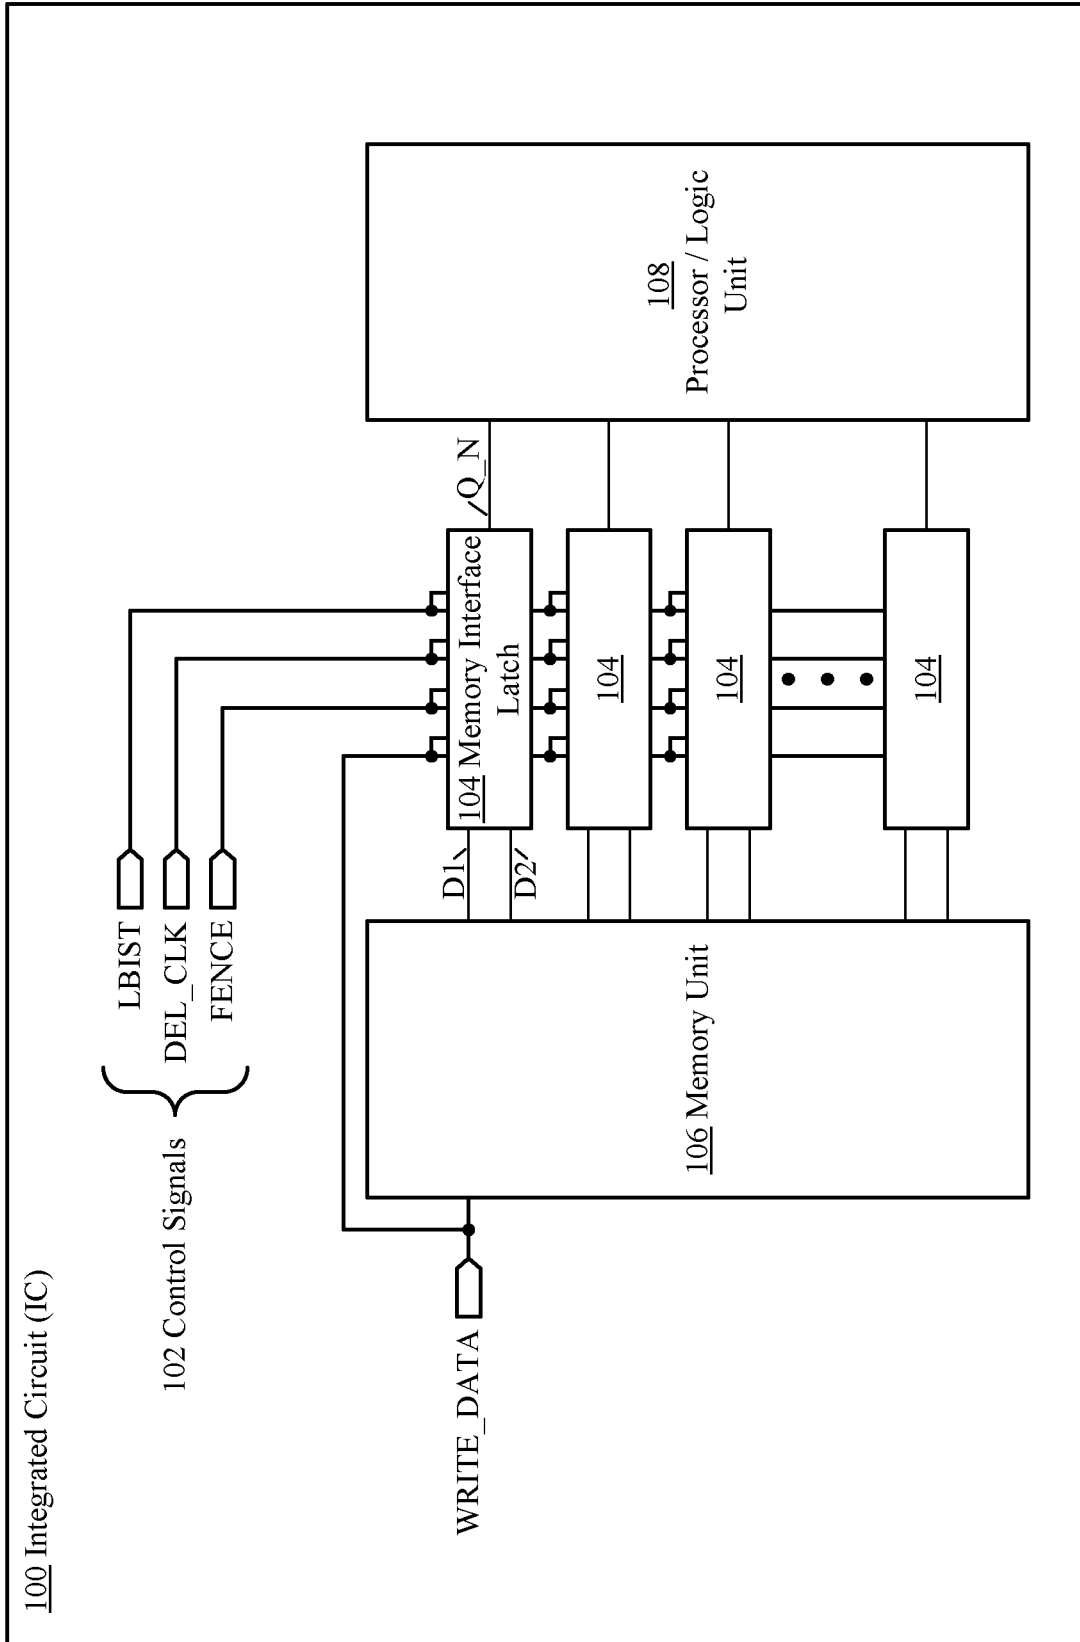 100 Integrated Circuit (IC)
102 Control Signals
LBIST
DEL_CLK
FENCE
WRITE_DATA
106 Memory Unit
D1
D2
104 Memory Interface
Latch
104
104
104
Q_N
108
Processor / Logic
Unit